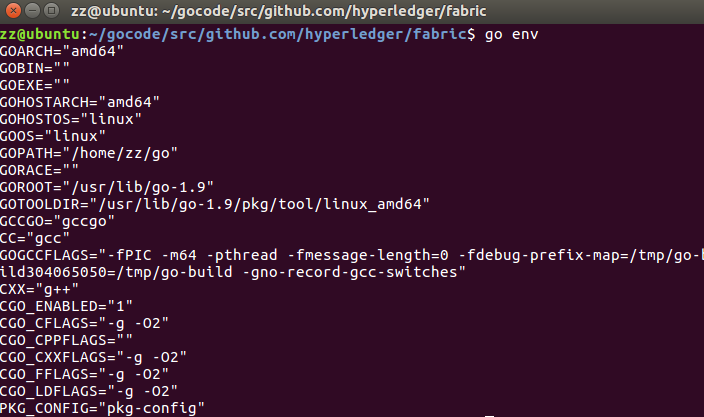 zz@ubuntu: ~/gocode/src/github.com/hyperledger/fabric
zz@ubuntu:~/gocode/src/github.com/hyperledger/fabric$ go env
GOARCH="amd64"
GOBIN=""
GOEXE=""
GOHOSTARCH="amd64"
GOHOSTOS="linux"
GOOS="linux"
GOPATH="/home/zz/go"
GORACE=""
GOROOT="/usr/lib/go-1.9"
GOTOOLDIR="/usr/lib/go-1.9/pkg/tool/linux_amd64"
GCCGO="gccgo"
CC="gcc"
GOGCCFLAGS="-fPIC -m64 -pthread -fmessage-length=0 -fdebug-prefix-map=/tmp/go-b
ild304065050=/tmp/go-build -gno-record-gcc-switches"
CXX="g++"
CGO_ENABLED="1"
CGO_CFLAGS="-g -O2"
CGO_CPPFLAGS=""
CGO_CXXFLAGS="-g -O2"
CGO_FFLAGS="-g -O2"
CGO_LDFLAGS="-g -O2"
PKG_CONFIG="pkg-config"